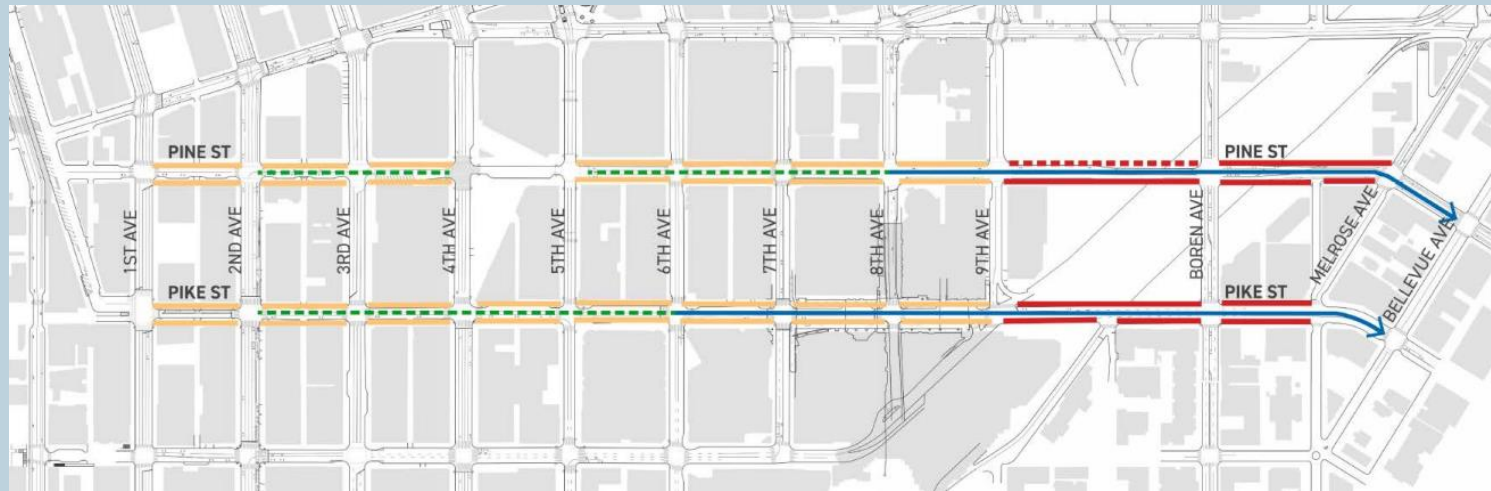 PINE ST
PINE ST
1ST AVE
2ND AVE
3RD AVE
4TH AVE
5TH AVE
6TH AVE
7TH AVE
8TH AVE
9TH AVE
BOREN AVE
MELROSE AVE
BELLEVUE AVE
PIKE ST
PIKE ST